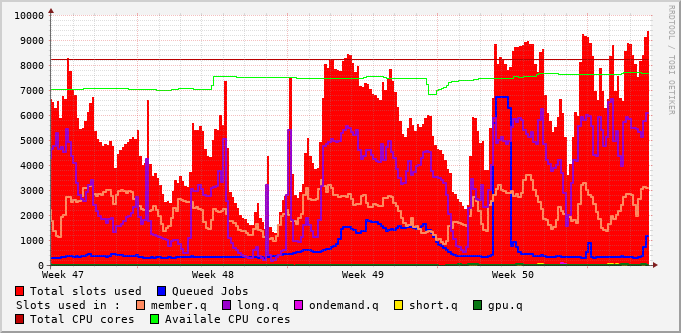 10000
9000
8000
7000
6000
5000
4000
3000
2000
1000
0
Week 47 Week 48 Week 49 Week 50
Total slots used Queued Jobs
Slots used in : member.q long.q ondemand.q short.q gpu.q
Total CPU cores Availale CPU cores
RRDTOOL / TOBI OETIKER